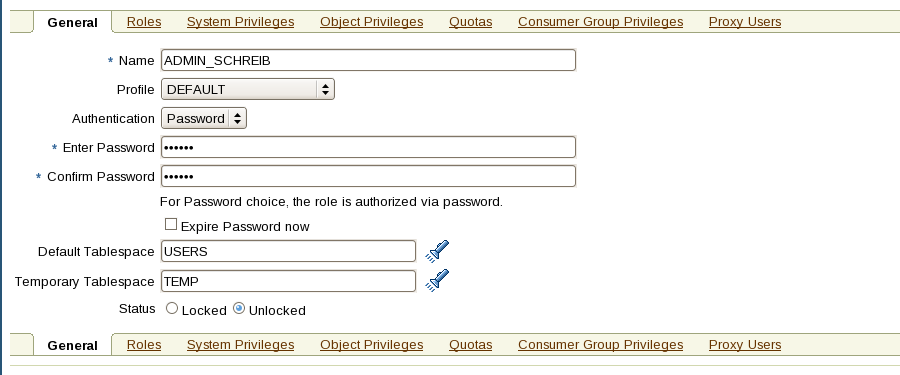 General Roles System Privileges Object Privileges Quotas Consumer Group Privileges Proxy Users
* Name ADMIN_SCHREIB
Profile DEFAULT
Authentication Password
* Enter Password ••••••
* Confirm Password ••••••
For Password choice, the role is authorized via password.
Expire Password now
Default Tablespace USERS
Temporary Tablespace TEMP
Status Locked Unlocked
General Roles System Privileges Object Privileges Quotas Consumer Group Privileges Proxy Users